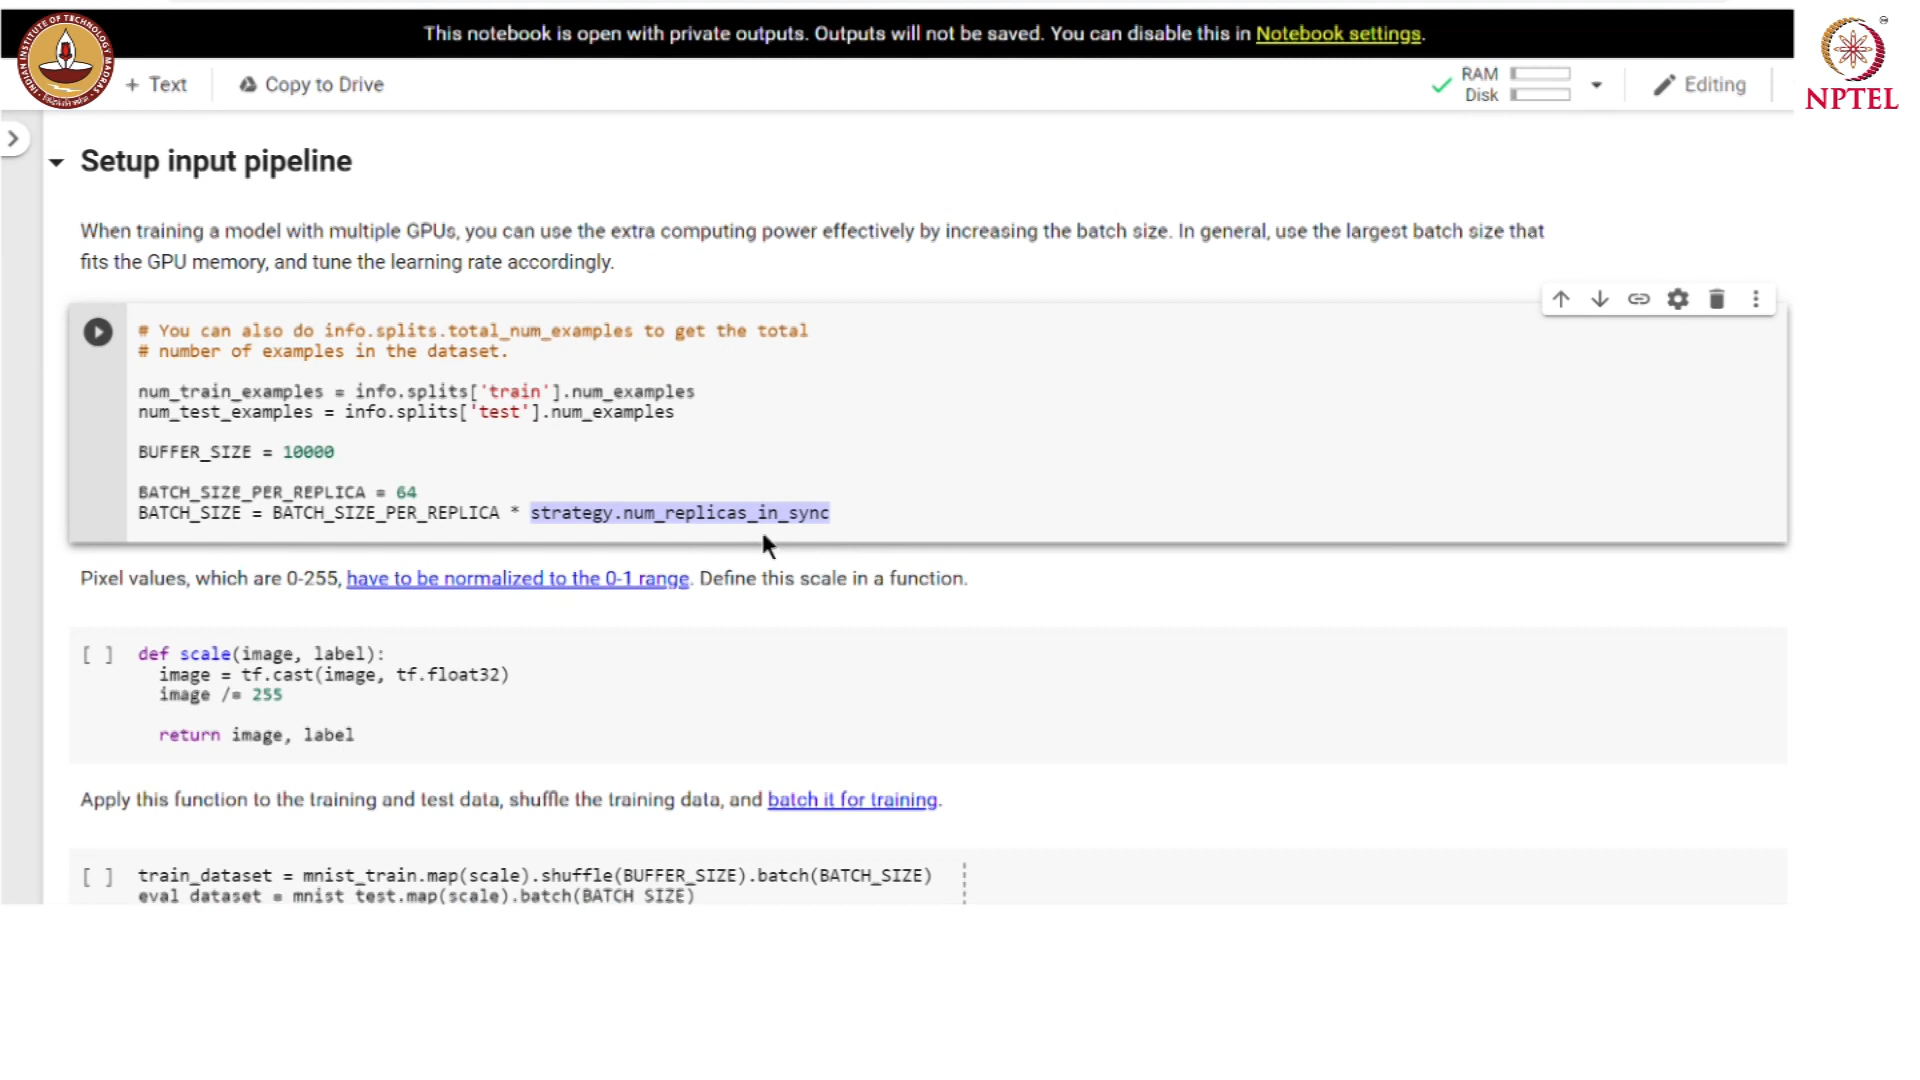 This notebook is open with private outputs. Outputs will not be saved. You can disable this in Notebook settings.
+ Text
Copy to Drive
RAM
Disk
Editing
NPTEL
Setup input pipeline
When training a model with multiple GPUs, you can use the extra computing power effectively by increasing the batch size. In general, use the largest batch size that
fits the GPU memory, and tune the learning rate accordingly.
# You can also do info.splits.total_num_examples to get the total
# number of examples in the dataset.
num_train_examples = info.splits['train'].num_examples
num_test_examples = info.splits['test'].num_examples
BUFFER_SIZE = 10000
BATCH_SIZE_PER_REPLICA = 64
BATCH_SIZE = BATCH_SIZE_PER_REPLICA * strategy.num_replicas_in_sync
Pixel values, which are 0-255, have to be normalized to the 0-1 range. Define this scale in a function.
[ ] def scale(image, label):
image = tf.cast(image, tf.float32)
image /= 255
return image, label
Apply this function to the training and test data, shuffle the training data, and batch it for training.
[ ] train_dataset = mnist_train.map(scale).shuffle(BUFFER_SIZE).batch(BATCH_SIZE)
eval_dataset = mnist_test.map(scale).batch(BATCH_SIZE)